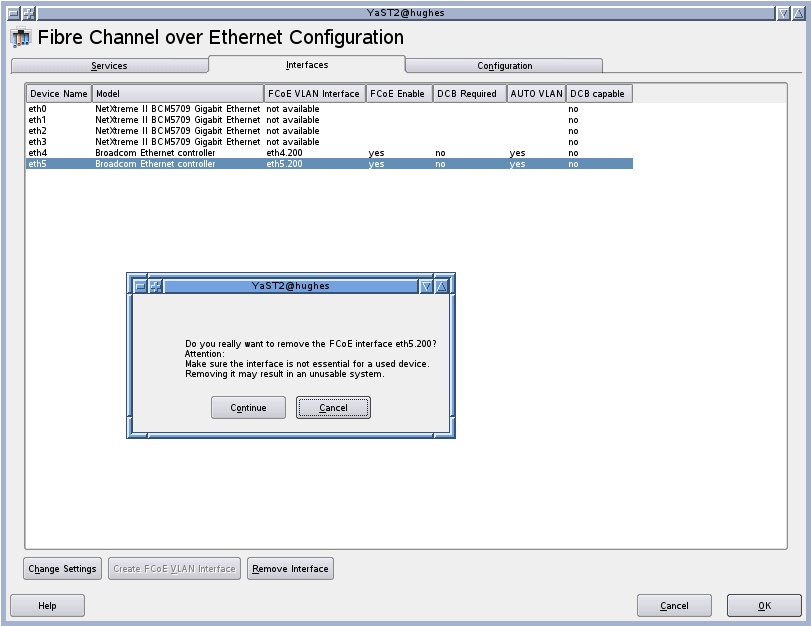 YaST2@hughes
Fibre Channel over Ethernet Configuration
Services Interfaces Configuration
Device Name Model FCoE VLAN Interface FCoE Enable DCB Required AUTO VLAN DCB capable
eth0 NetXtreme II BCM5709 Gigabit Ethernet not available no
eth1 NetXtreme II BCM5709 Gigabit Ethernet not available no
eth2 NetXtreme II BCM5709 Gigabit Ethernet not available no
eth3 NetXtreme II BCM5709 Gigabit Ethernet not available no
eth4 Broadcom Ethernet controller eth4.200 yes no yes no
eth5 Broadcom Ethernet controller eth5.200 yes no yes no
YaST2@hughes
Do you really want to remove the FCoE interface eth5.200?
Attention:
Make sure the interface is not essential for a used device.
Removing it may result in an unusable system.
Continue Cancel
Change Settings Create FCoE VLAN Interface Remove Interface
Help Cancel OK